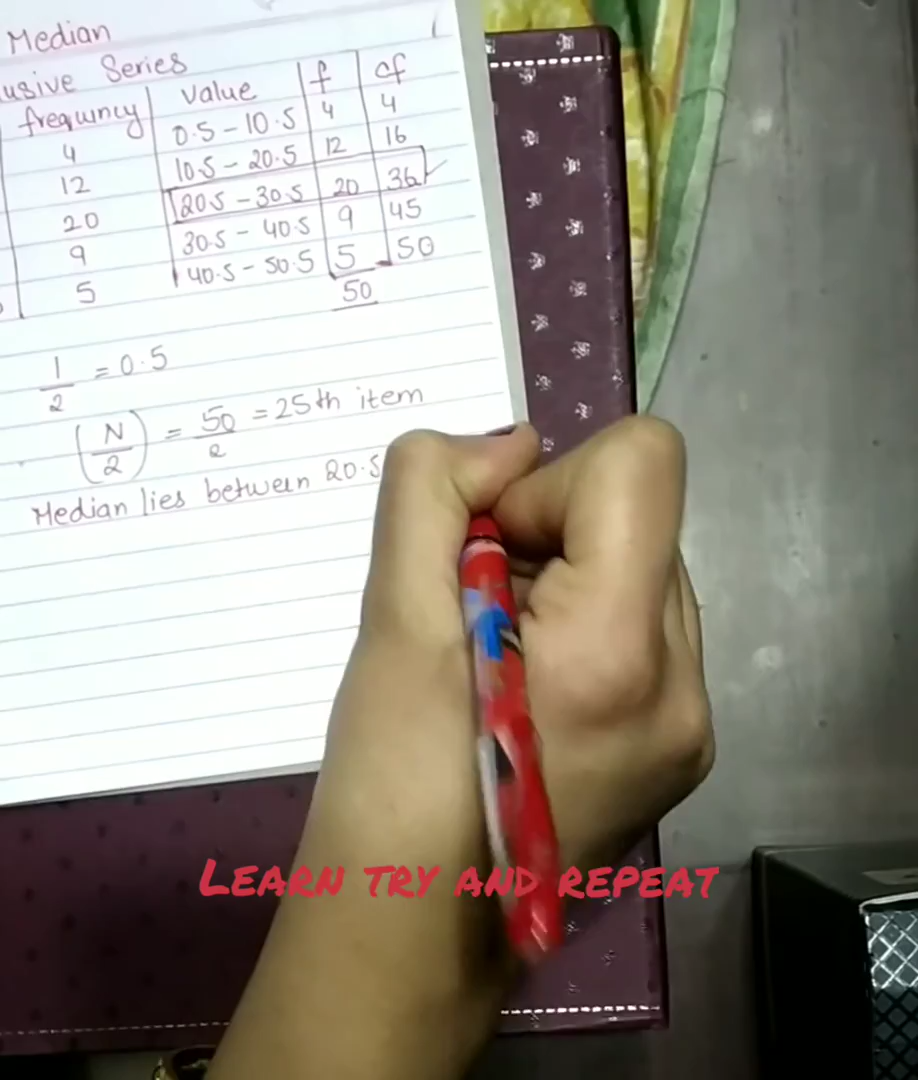 Median
usive Series
frequency value f cf
4 0.5 - 10.5 4 4
12 10.5 - 20.5 12 16
20 20.5 - 30.5 20 36
9 30.5 - 40.5 9 45
5 40.5 - 50.5 5 50
50
1/2 = 0.5
(N/2) = 50/2 = 25th item
Median lies between 20.5
LEARN TRY AND REPEAT